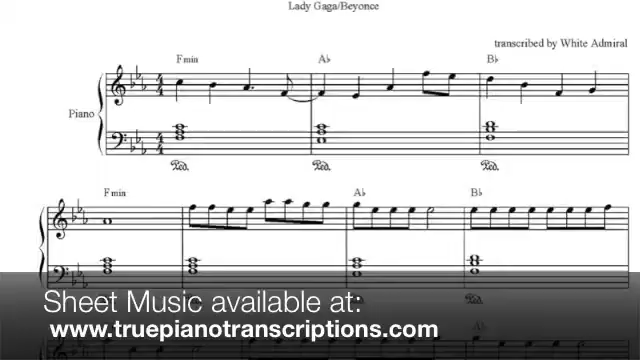 Lady Gaga/Beyonce
transcribed by White Admiral
Fmin A♭ B♭
Piano
Fmin A♭ B♭
Sheet Music available at:
www.truepianotranscriptions.com